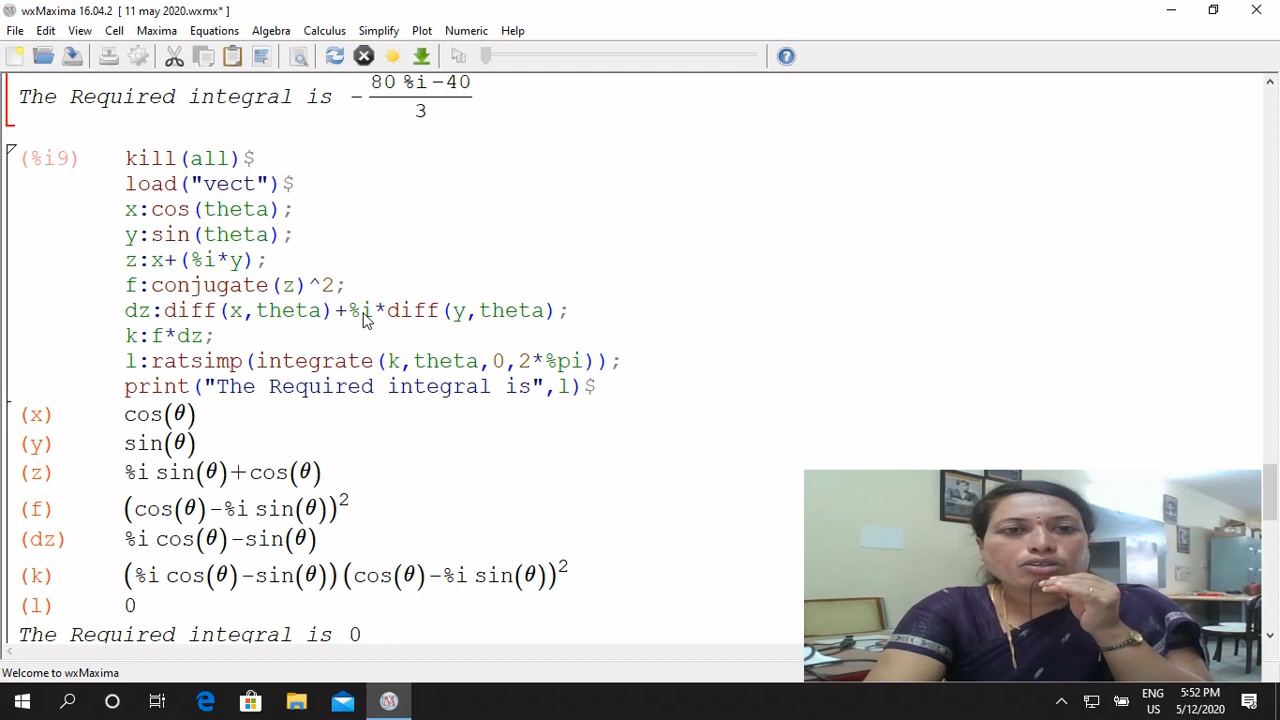 wxMaxima 16.04.2 [ 11 may 2020.wxmx* ]
File Edit View Cell Maxima Equations Algebra Calculus Simplify Plot Numeric Help
80 %i−40
The Required integral is −
3
(%i9) kill(all)$
load("vect")$
x:cos(theta);
y:sin(theta);
z:x+(%i*y);
f:conjugate(z)^2;
dz:diff(x,theta)+%i*diff(y,theta);
k:f*dz;
l:ratsimp(integrate(k,theta,0,2*%pi));
print("The Required integral is",l)$
(x) cos(θ)
(y) sin(θ)
(z) %i sin(θ)+cos(θ)
(f) (cos(θ)−%i sin(θ))²
(dz) %i cos(θ)−sin(θ)
(k) (%i cos(θ)−sin(θ))(cos(θ)−%i sin(θ))²
(l) 0
The Required integral is 0
Welcome to wxMaxima
ENG 5:52 PM
US 5/12/2020